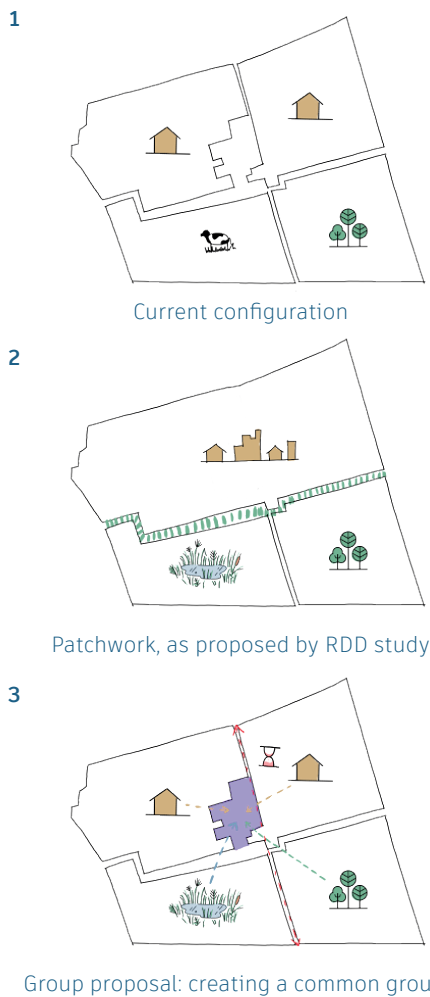 1
Current configuration
2
Patchwork, as proposed by RDD study
3
Group proposal: creating a common grou